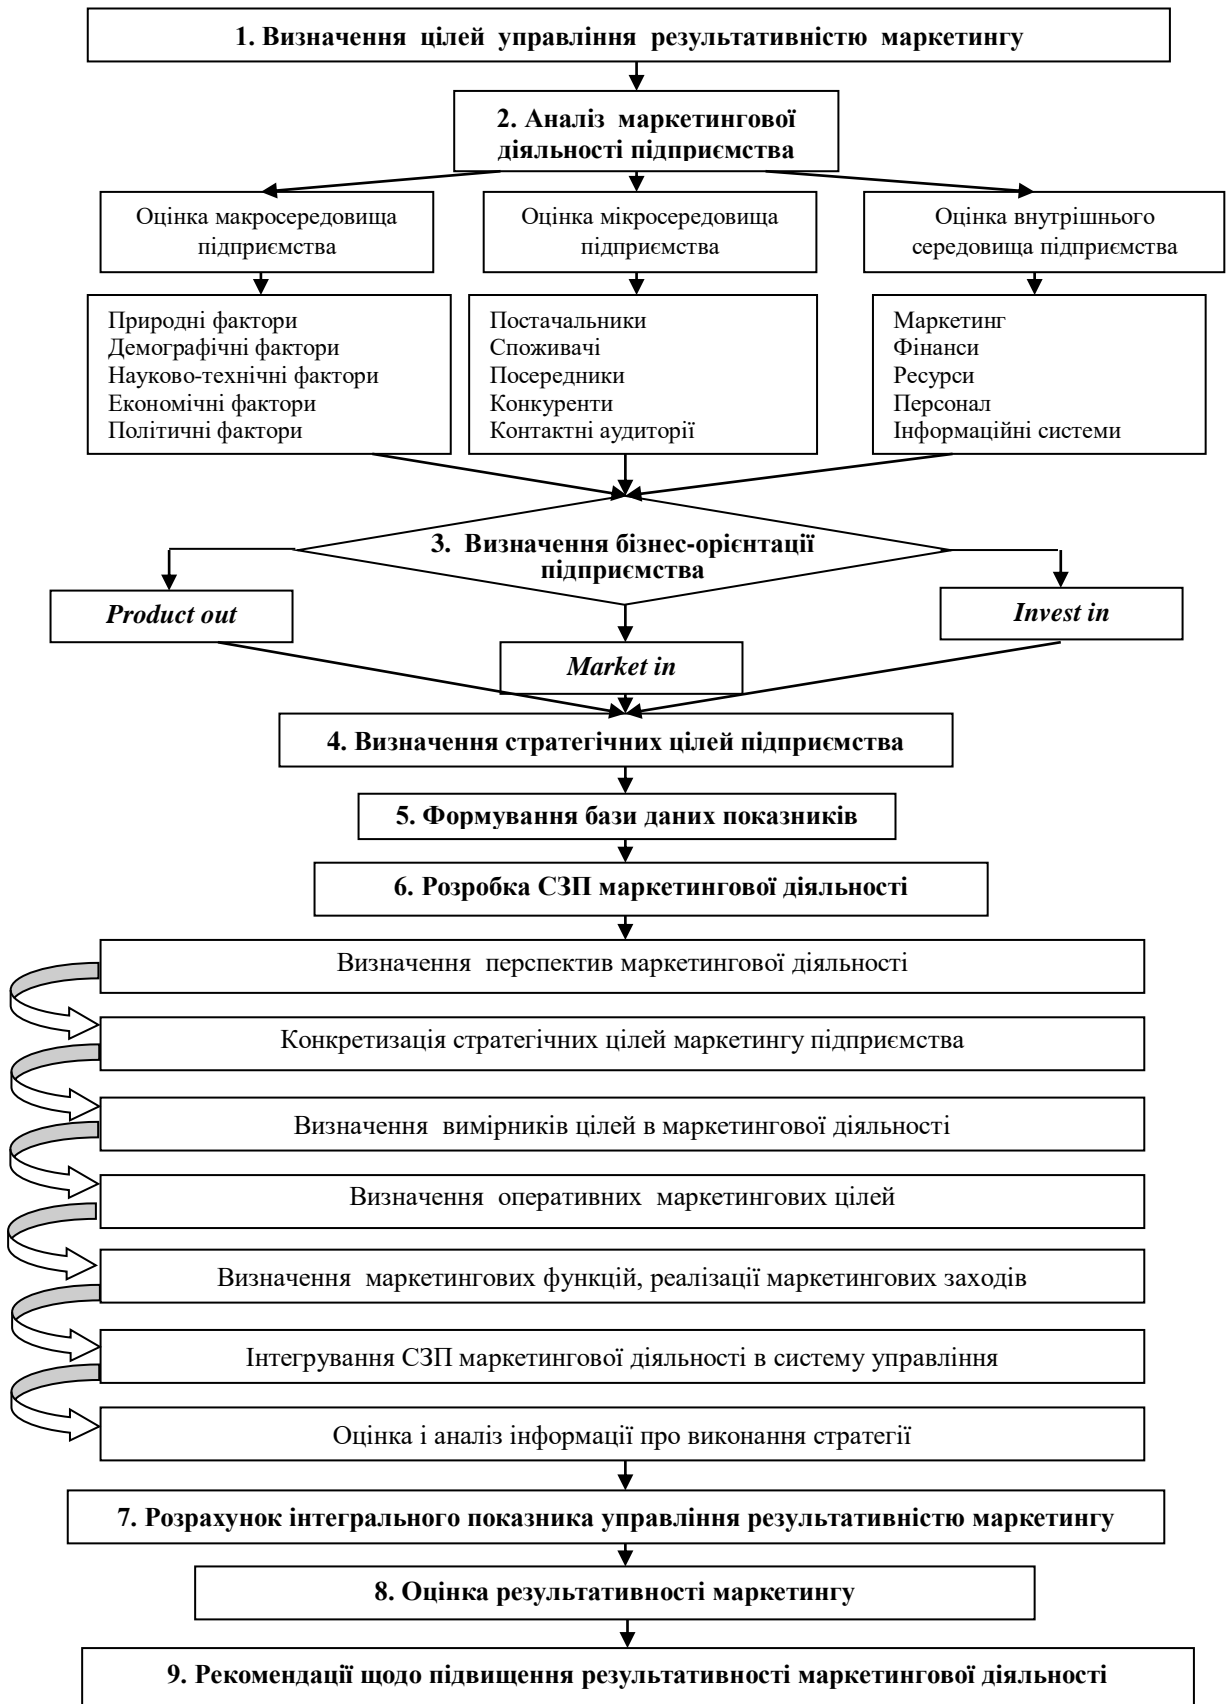 1. Визначення цілей управління результативністю маркетингу
2. Аналіз маркетингової
діяльності підприємства
Оцінка макросередовища
підприємства
Оцінка мікросередовища
підприємства
Оцінка внутрішнього
середовища підприємства
Природні фактори
Демографічні фактори
Науково-технічні фактори
Економічні фактори
Політичні фактори
Постачальники
Споживачі
Посередники
Конкуренти
Контактні аудиторії
Маркетинг
Фінанси
Ресурси
Персонал
Інформаційні системи
3. Визначення бізнес-орієнтації
підприємства
Product out
Market in
Invest in
4. Визначення стратегічних цілей підприємства
5. Формування бази даних показників
6. Розробка СЗП маркетингової діяльності
Визначення перспектив маркетингової діяльності
Конкретизація стратегічних цілей маркетингу підприємства
Визначення вимірників цілей в маркетингової діяльності
Визначення оперативних маркетингових цілей
Визначення маркетингових функцій, реалізації маркетингових заходів
Інтегрування СЗП маркетингової діяльності в систему управління
Оцінка і аналіз інформації про виконання стратегії
7. Розрахунок інтегрального показника управління результативністю маркетингу
8. Оцінка результативності маркетингу
9. Рекомендації щодо підвищення результативності маркетингової діяльності